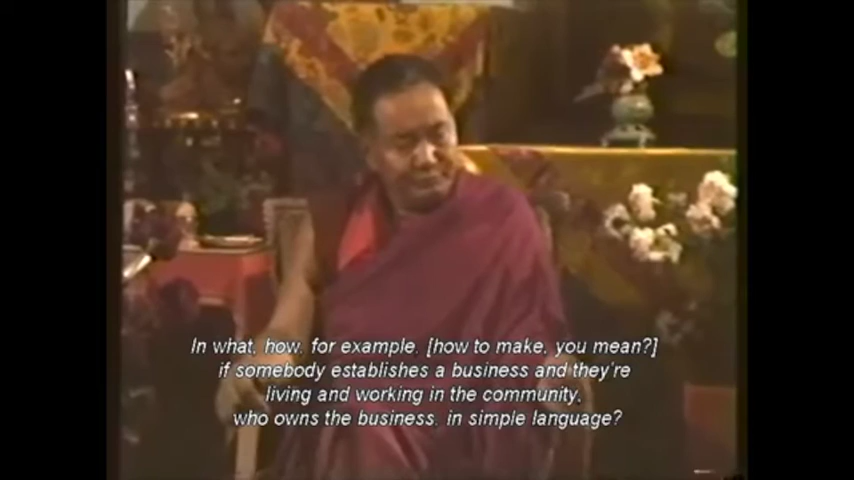 In what, how, for example, [how to make, you mean?]
if somebody establishes a business and they're
living and working in the community,
who owns the business, in simple language?